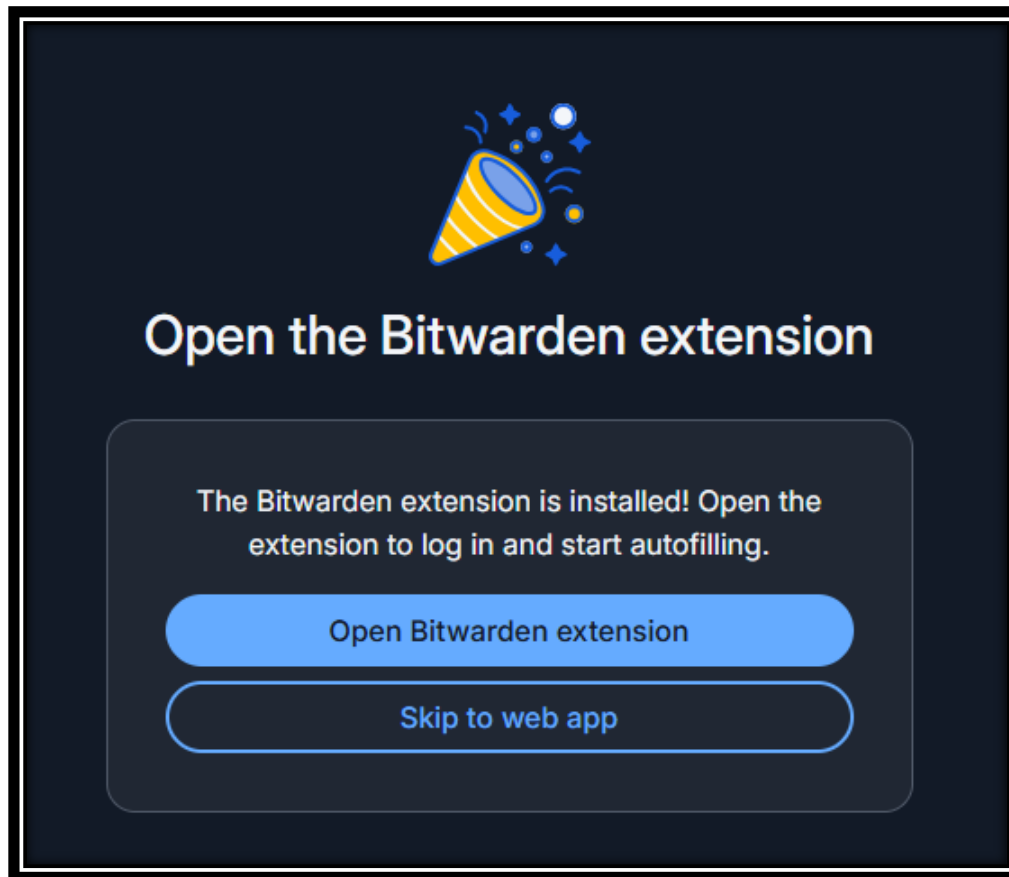 Open the Bitwarden extension
The Bitwarden extension is installed! Open the
extension to log in and start autofilling.
Open Bitwarden extension
Skip to web app